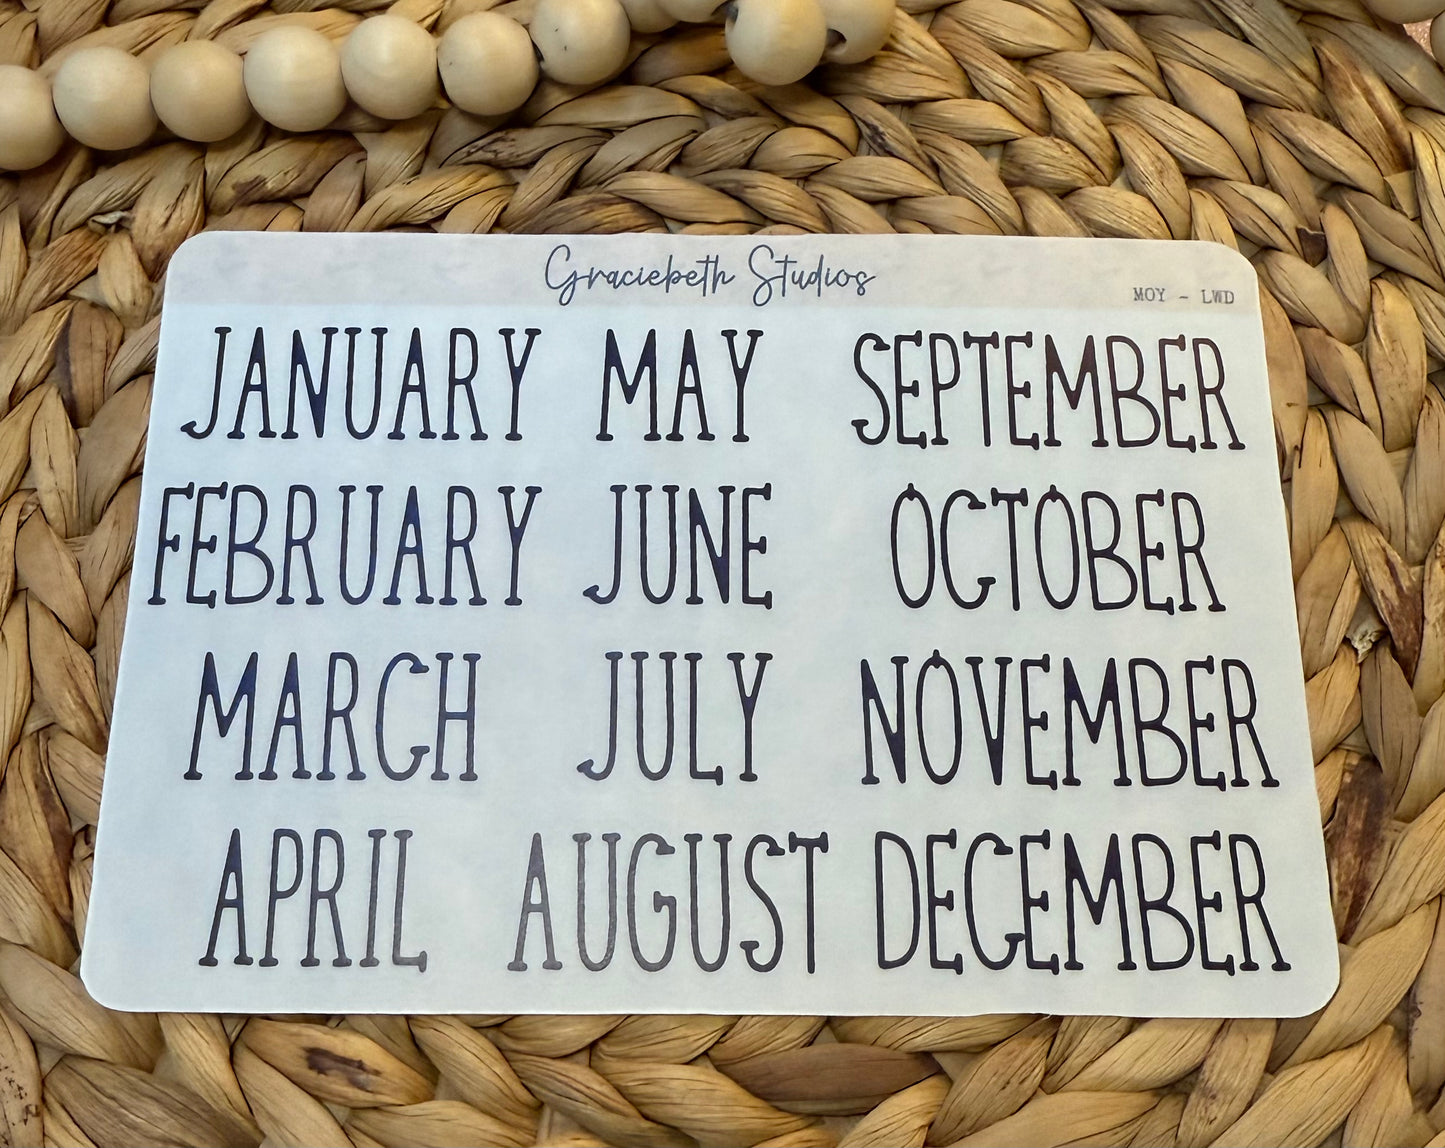 Graciebeth Studios
MOY - LWD
JANUARY MAY SEPTEMBER
FEBRUARY JUNE OCTOBER
MARCH JULY NOVEMBER
APRIL AUGUST DECEMBER